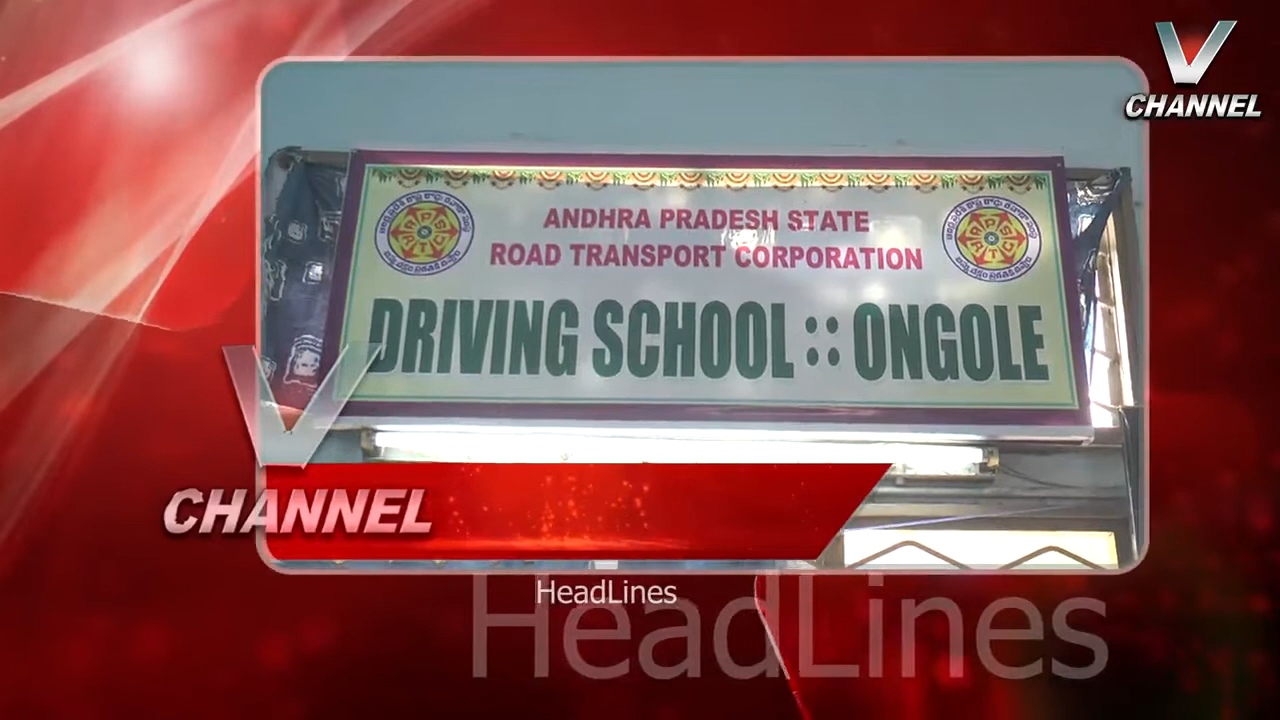 V
CHANNEL
ANDHRA PRADESH STATE
ROAD TRANSPORT CORPORATION
DRIVING SCHOOL :: ONGOLE
V
CHANNEL
HeadLines
HeadLines